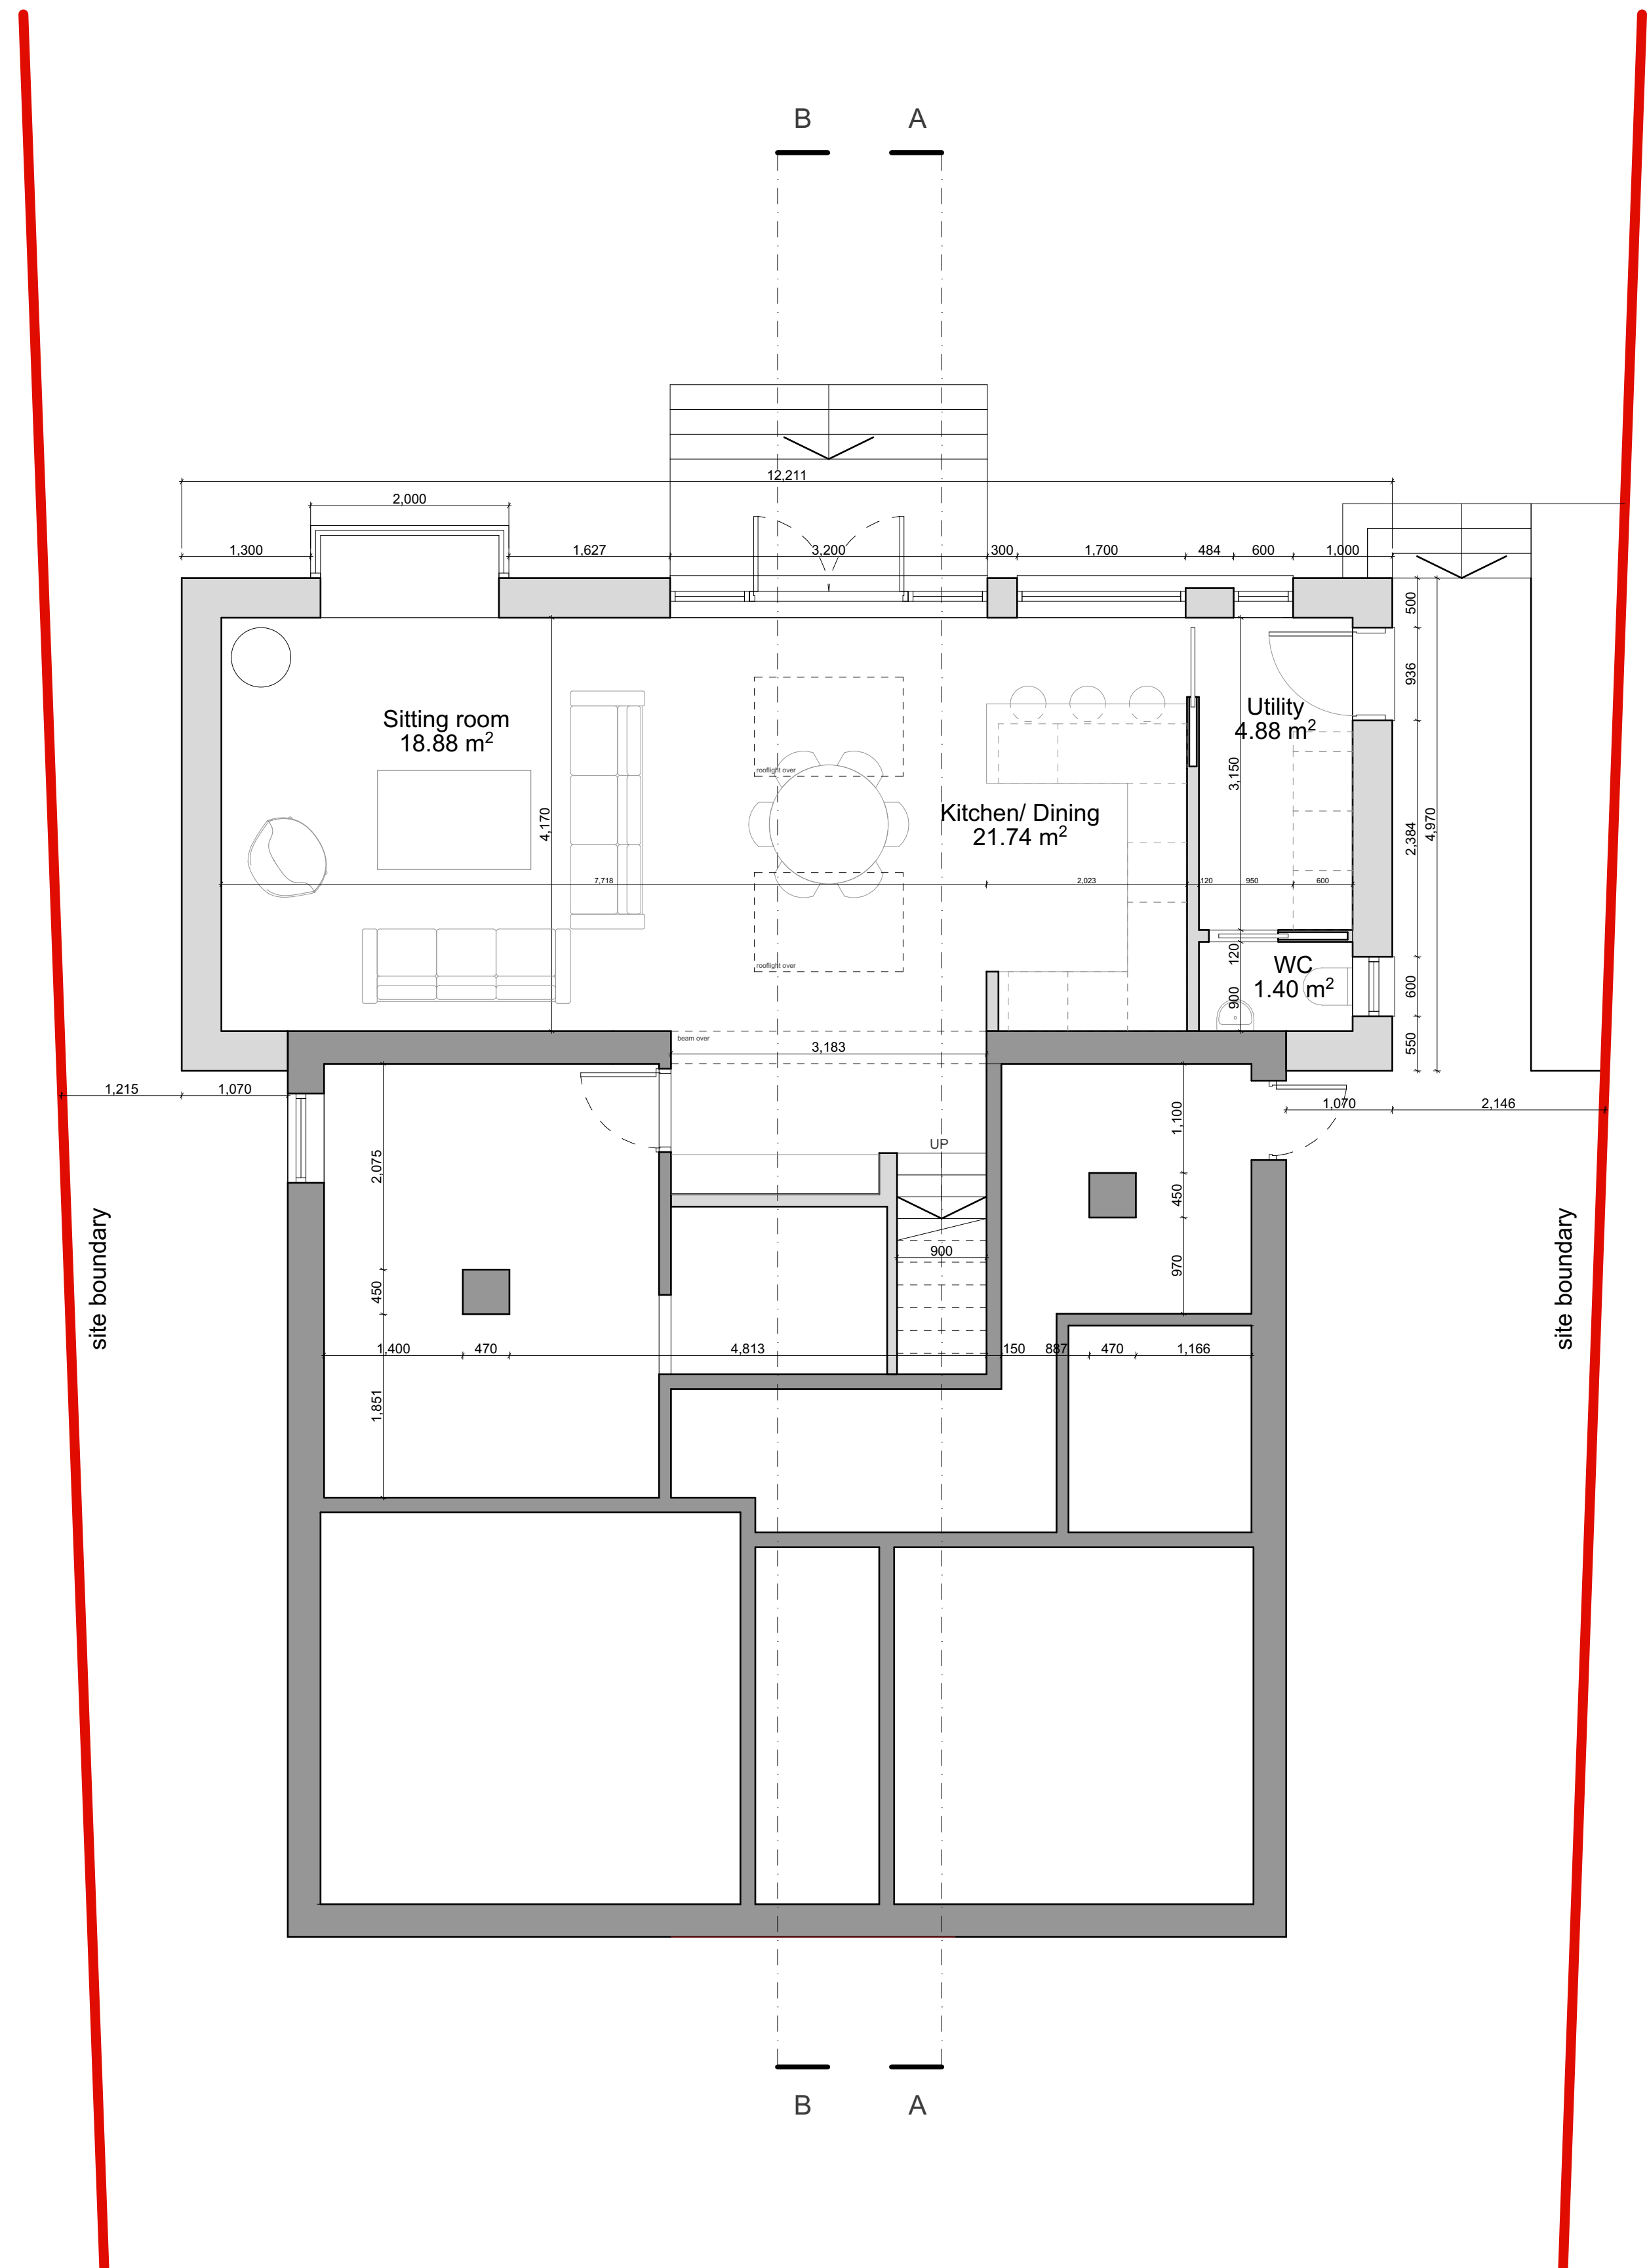 B
A
12,211
2,000
1,300
1,627
3,200
300
1,700
484
600
1,000
500
936
2,384
4,970
600
550
Sitting room
18.88 m²
4,170
rooflight over
Kitchen/ Dining
21.74 m²
Utility
4.88 m²
3,150
7,718
2,023
120
950
600
rooflight over
120
WC
1.40 m²
900
beam over
3,183
1,215
1,070
1,070
2,146
UP
2,075
1,100
450
970
900
450
site boundary
site boundary
1,400
470
4,813
150
887
470
1,166
1,851
B
A